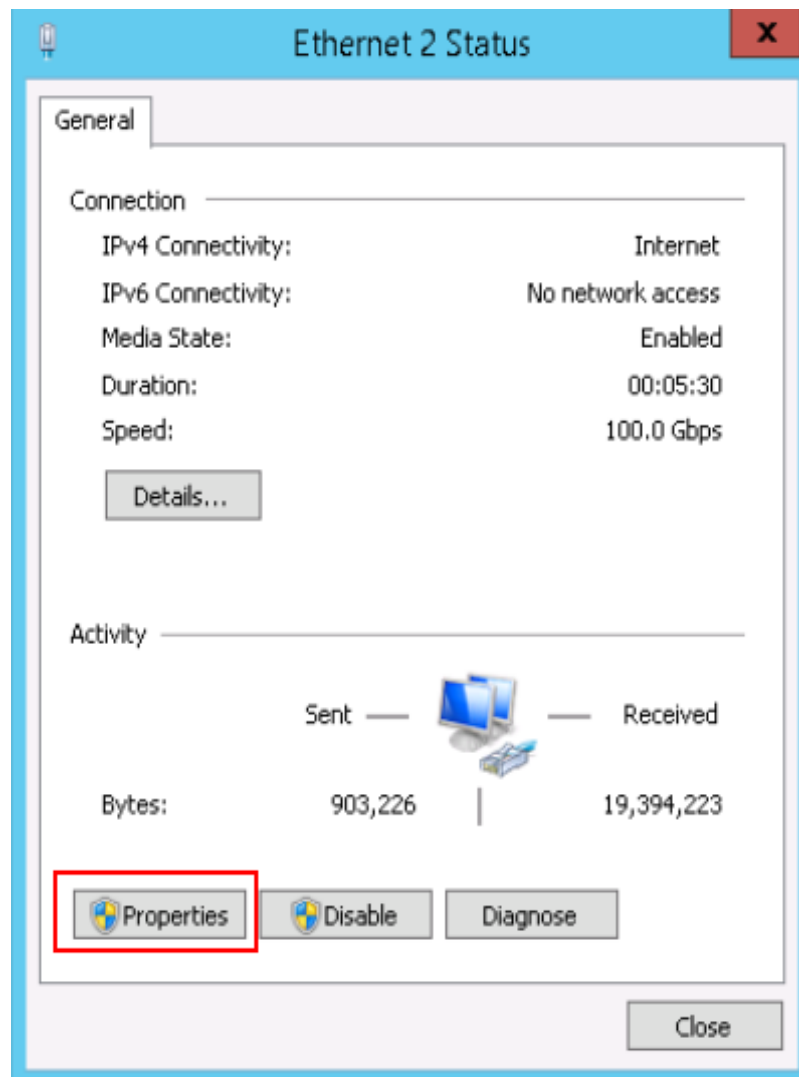 Ethernet 2 Status
X
General
Connection
IPv4 Connectivity: Internet
IPv6 Connectivity: No network access
Media State: Enabled
Duration: 00:05:30
Speed: 100.0 Gbps
Details...
Activity
Sent Received
Bytes: 903,226 19,394,223
Properties Disable Diagnose
Close